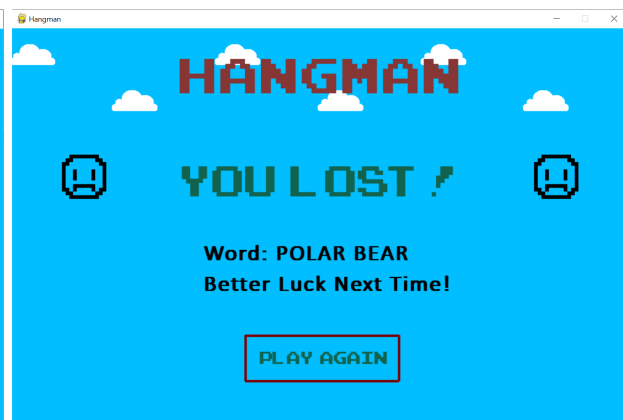 Hangman
HANGMAN
YOU LOST !
Word: POLAR BEAR
Better Luck Next Time!
PLAY AGAIN